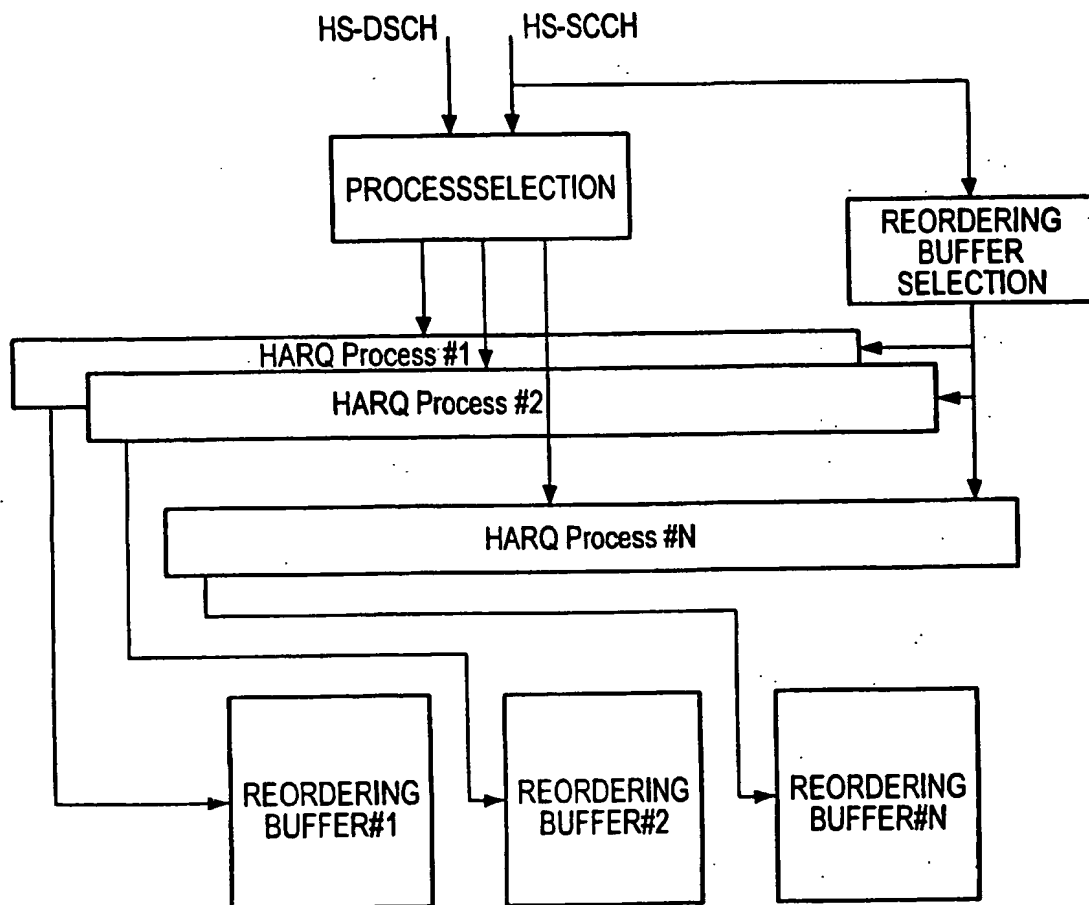 HS-DSCH
HS-SCCH
PROCESSSELECTION
REORDERING
BUFFER
SELECTION
HARQ Process #1
HARQ Process #2
HARQ Process #N
REORDERING
BUFFER#1
REORDERING
BUFFER#2
REORDERING
BUFFER#N